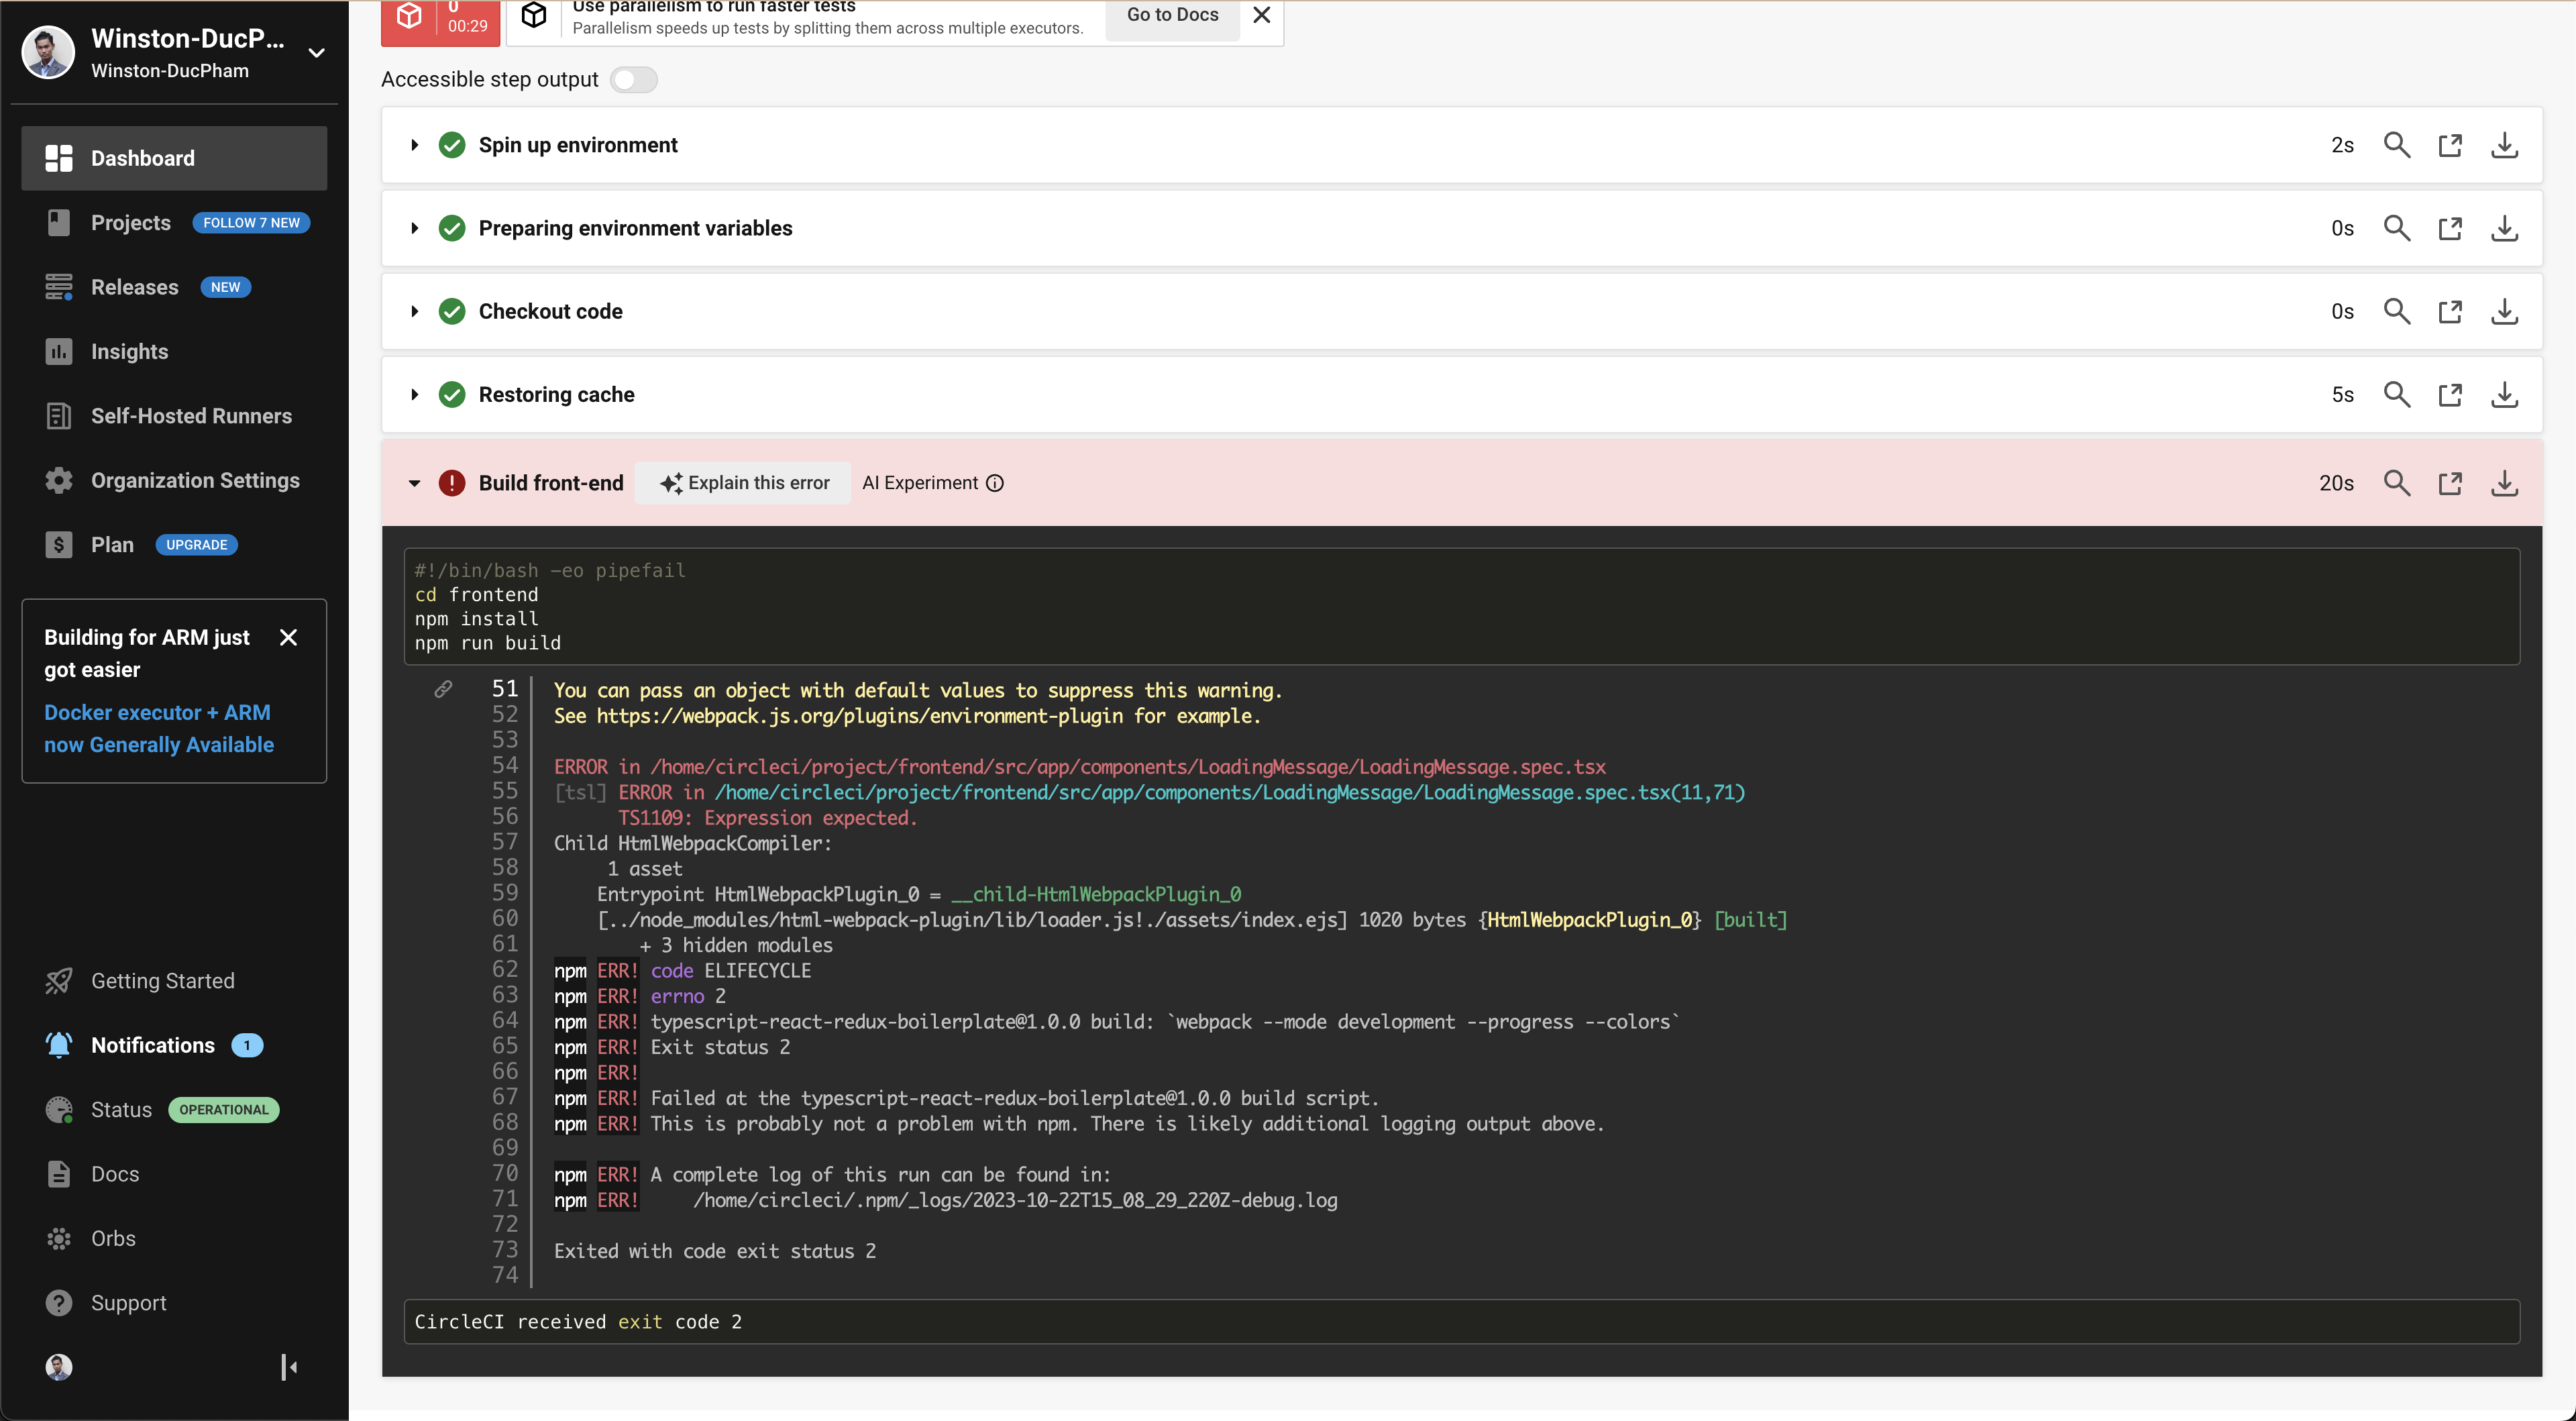 Winston-DucP...
Winston-DucPham
Dashboard
Projects FOLLOW 7 NEW
Releases NEW
Insights
Self-Hosted Runners
Organization Settings
Plan UPGRADE
Building for ARM just
got easier
Docker executor + ARM
now Generally Available
Getting Started
Notifications 1
Status OPERATIONAL
Docs
Orbs
Support
0
00:29
Use parallelism to run faster tests
Parallelism speeds up tests by splitting them across multiple executors.
Go to Docs
Accessible step output
Spin up environment 2s
Preparing environment variables 0s
Checkout code 0s
Restoring cache 5s
Build front-end Explain this error AI Experiment 20s
#!/bin/bash -eo pipefail
cd frontend
npm install
npm run build
51 You can pass an object with default values to suppress this warning.
52 See https://webpack.js.org/plugins/environment-plugin for example.
53
54 ERROR in /home/circleci/project/frontend/src/app/components/LoadingMessage/LoadingMessage.spec.tsx
55 [tsl] ERROR in /home/circleci/project/frontend/src/app/components/LoadingMessage/LoadingMessage.spec.tsx(11,71)
56 TS1109: Expression expected.
57 Child HtmlWebpackCompiler:
58 1 asset
59 Entrypoint HtmlWebpackPlugin_0 = __child-HtmlWebpackPlugin_0
60 [../node_modules/html-webpack-plugin/lib/loader.js!./assets/index.ejs] 1020 bytes {HtmlWebpackPlugin_0} [built]
61 + 3 hidden modules
62 npm ERR! code ELIFECYCLE
63 npm ERR! errno 2
64 npm ERR! typescript-react-redux-boilerplate@1.0.0 build: `webpack --mode development --progress --colors`
65 npm ERR! Exit status 2
66 npm ERR!
67 npm ERR! Failed at the typescript-react-redux-boilerplate@1.0.0 build script.
68 npm ERR! This is probably not a problem with npm. There is likely additional logging output above.
69
70 npm ERR! A complete log of this run can be found in:
71 npm ERR! /home/circleci/.npm/_logs/2023-10-22T15_08_29_220Z-debug.log
72
73 Exited with code exit status 2
74
CircleCI received exit code 2